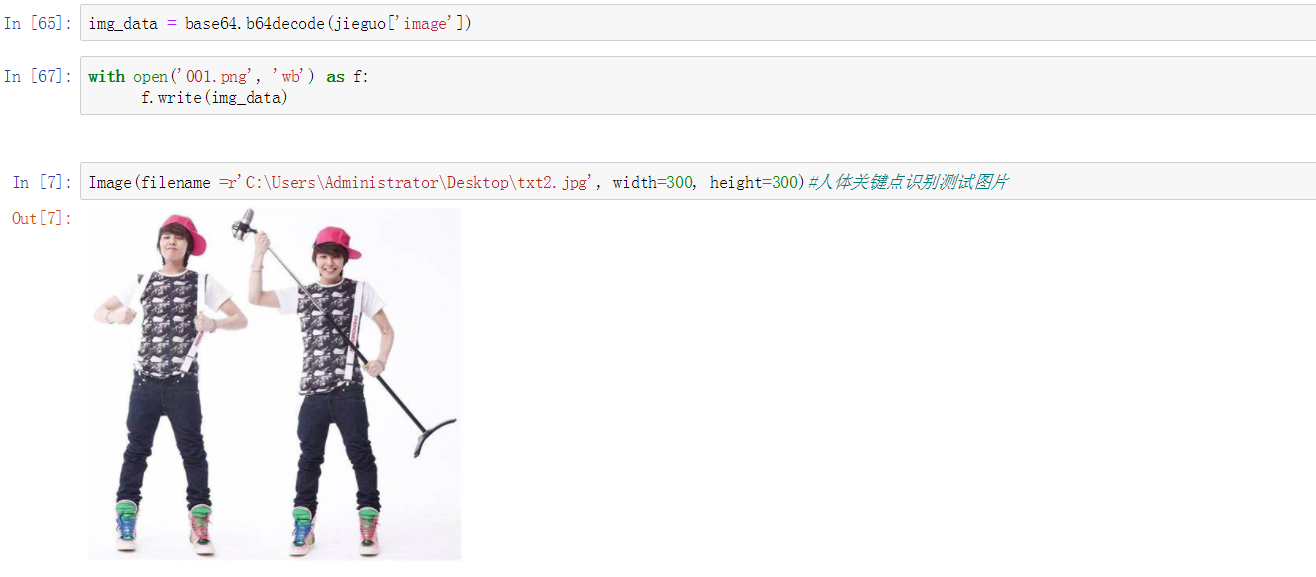 In [65]: img_data = base64.b64decode(jieguo['image'])
In [67]: with open('001.png', 'wb') as f:
f.write(img_data)
In [7]: Image(filename =r'C:\Users\Administrator\Desktop\txt2.jpg', width=300, height=300)#人体关键点识别测试图片
Out[7]: